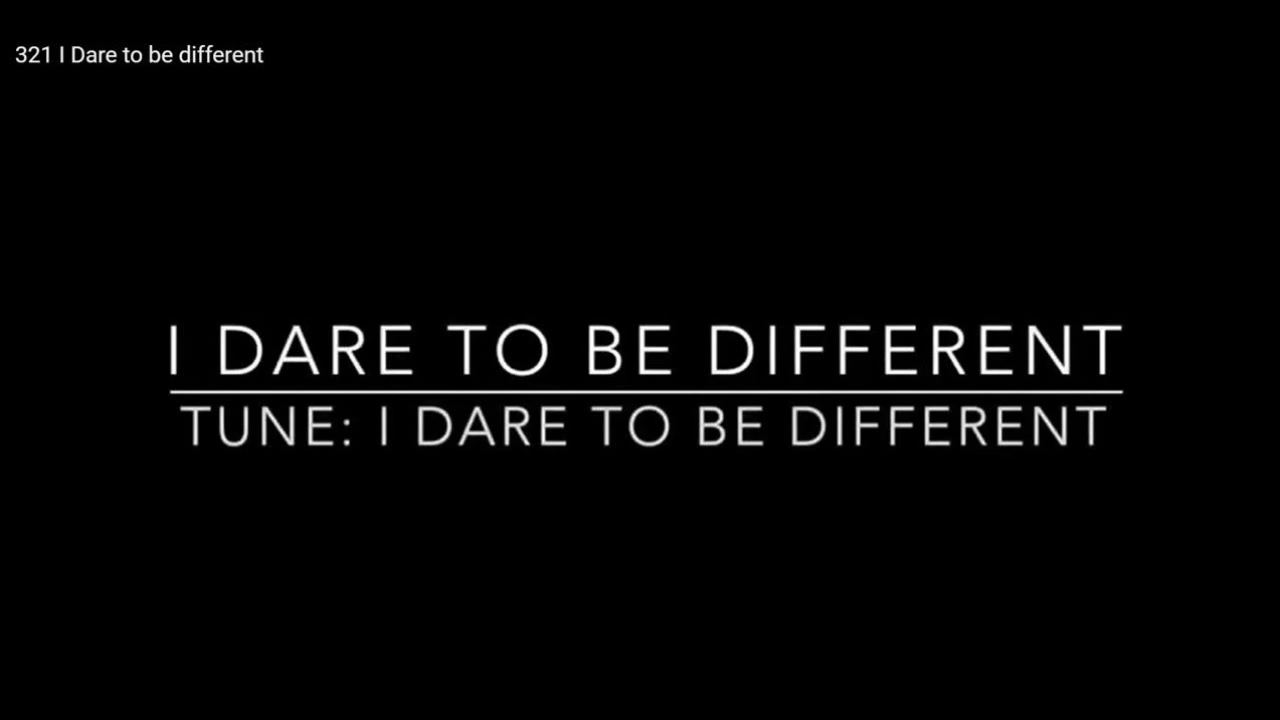 321 I Dare to be different
I DARE TO BE DIFFERENT
TUNE: I DARE TO BE DIFFERENT